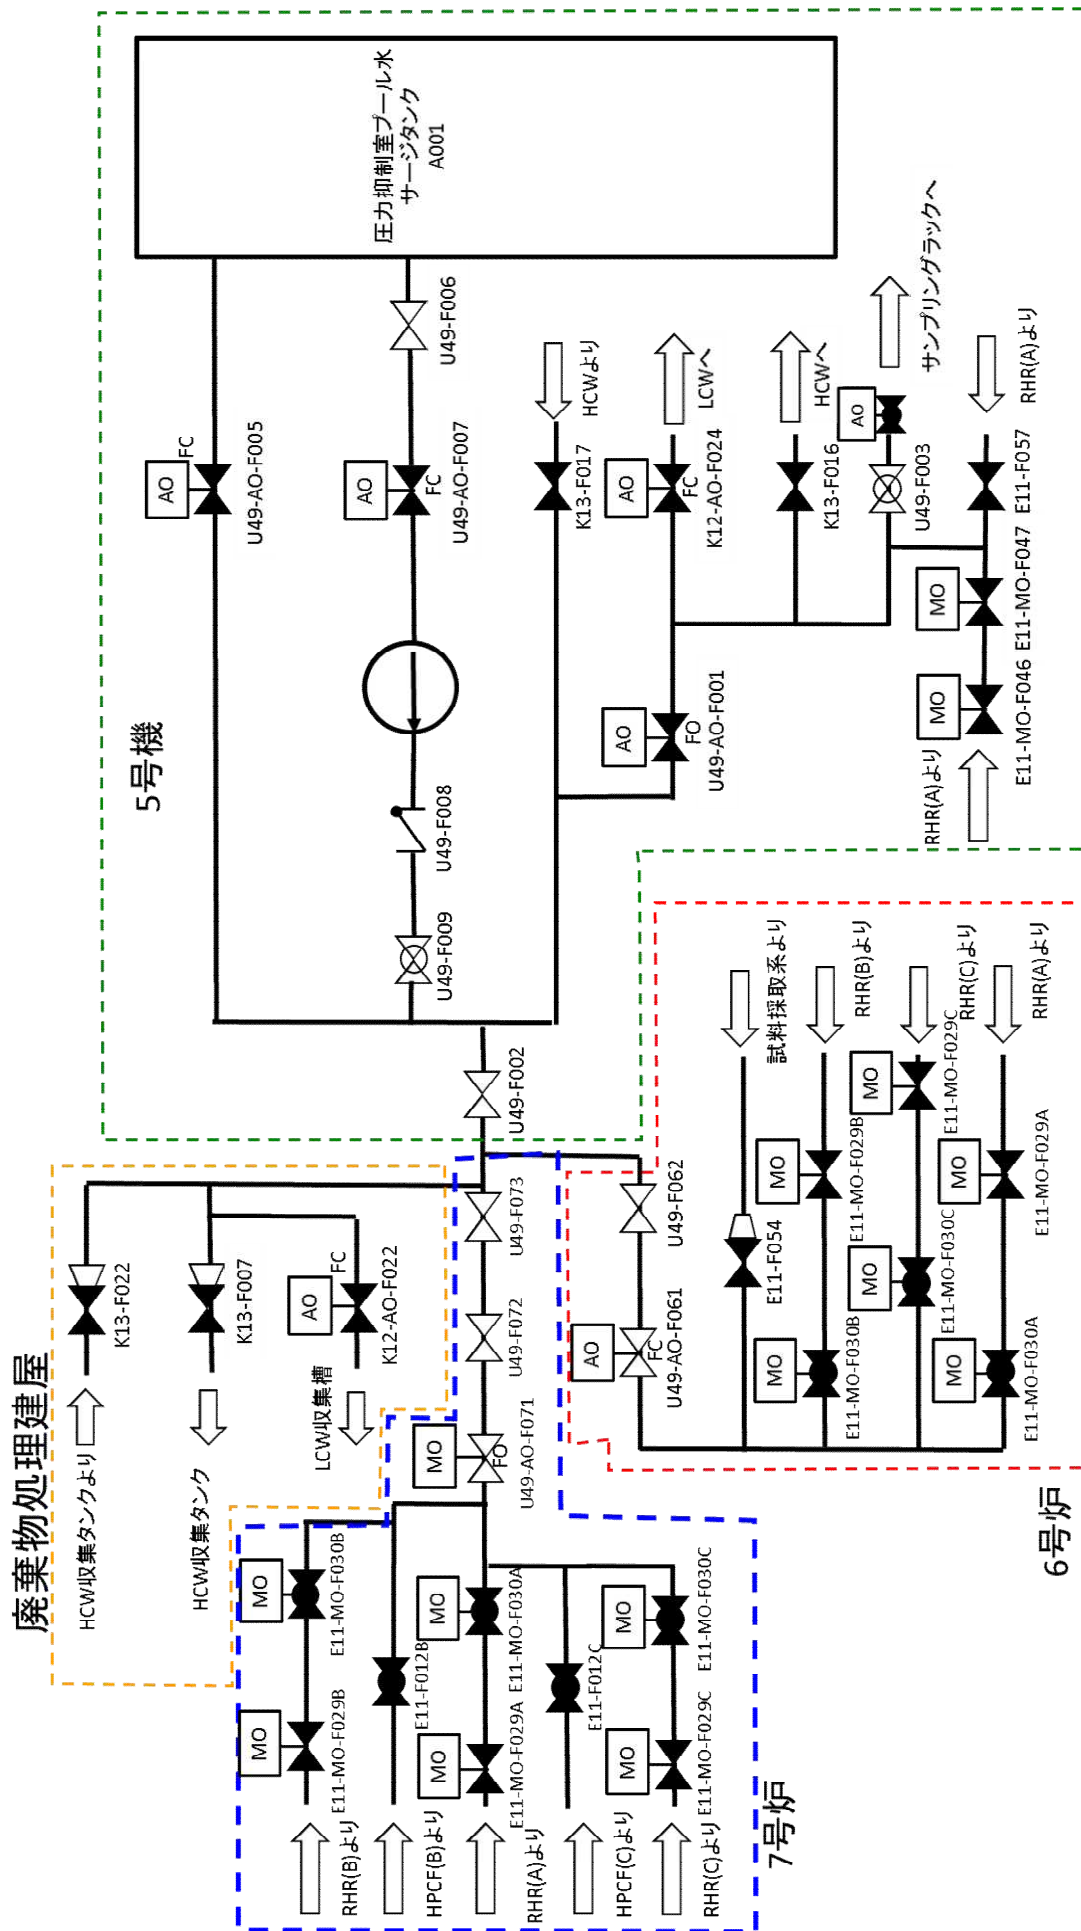 廃棄物処理建屋
HCW収集タンクより
K13-F022
HCW収集タンク
K13-F007
LCW収集槽
AO
FC
K12-AO-F022
5号機
圧力抑制室プール水
サージタンク
A001
AO
FC
U49-AO-F005
U49-F006
AO
FC
U49-AO-F007
U49-F008
U49-F009
U49-F002
HCWより
K13-F017
LCWへ
AO
FC
K12-AO-F024
AO
FO
U49-AO-F001
HCWへ
K13-F016
サンプリングラックへ
AO
U49-F003
RHR(A)より
E11-F057
MO
E11-MO-F047
MO
E11-MO-F046
RHR(A)より
U49-F073
U49-F072
MO
FO
U49-AO-F071
MO
E11-MO-F030B
MO
E11-MO-F029B
RHR(B)より
E11-F012B
HPCF(B)より
MO
E11-MO-F030A
MO
E11-MO-F029A
RHR(A)より
E11-F012C
HPCF(C)より
MO
E11-MO-F030C
MO
E11-MO-F029C
RHR(C)より
7号炉
U49-F062
AO
FC
U49-AO-F061
試料採取系より
E11-F054
RHR(B)より
MO
E11-MO-F029B
MO
E11-MO-F030B
RHR(C)より
MO
E11-MO-F029C
MO
E11-MO-F030C
RHR(A)より
MO
E11-MO-F029A
MO
E11-MO-F030A
6号炉